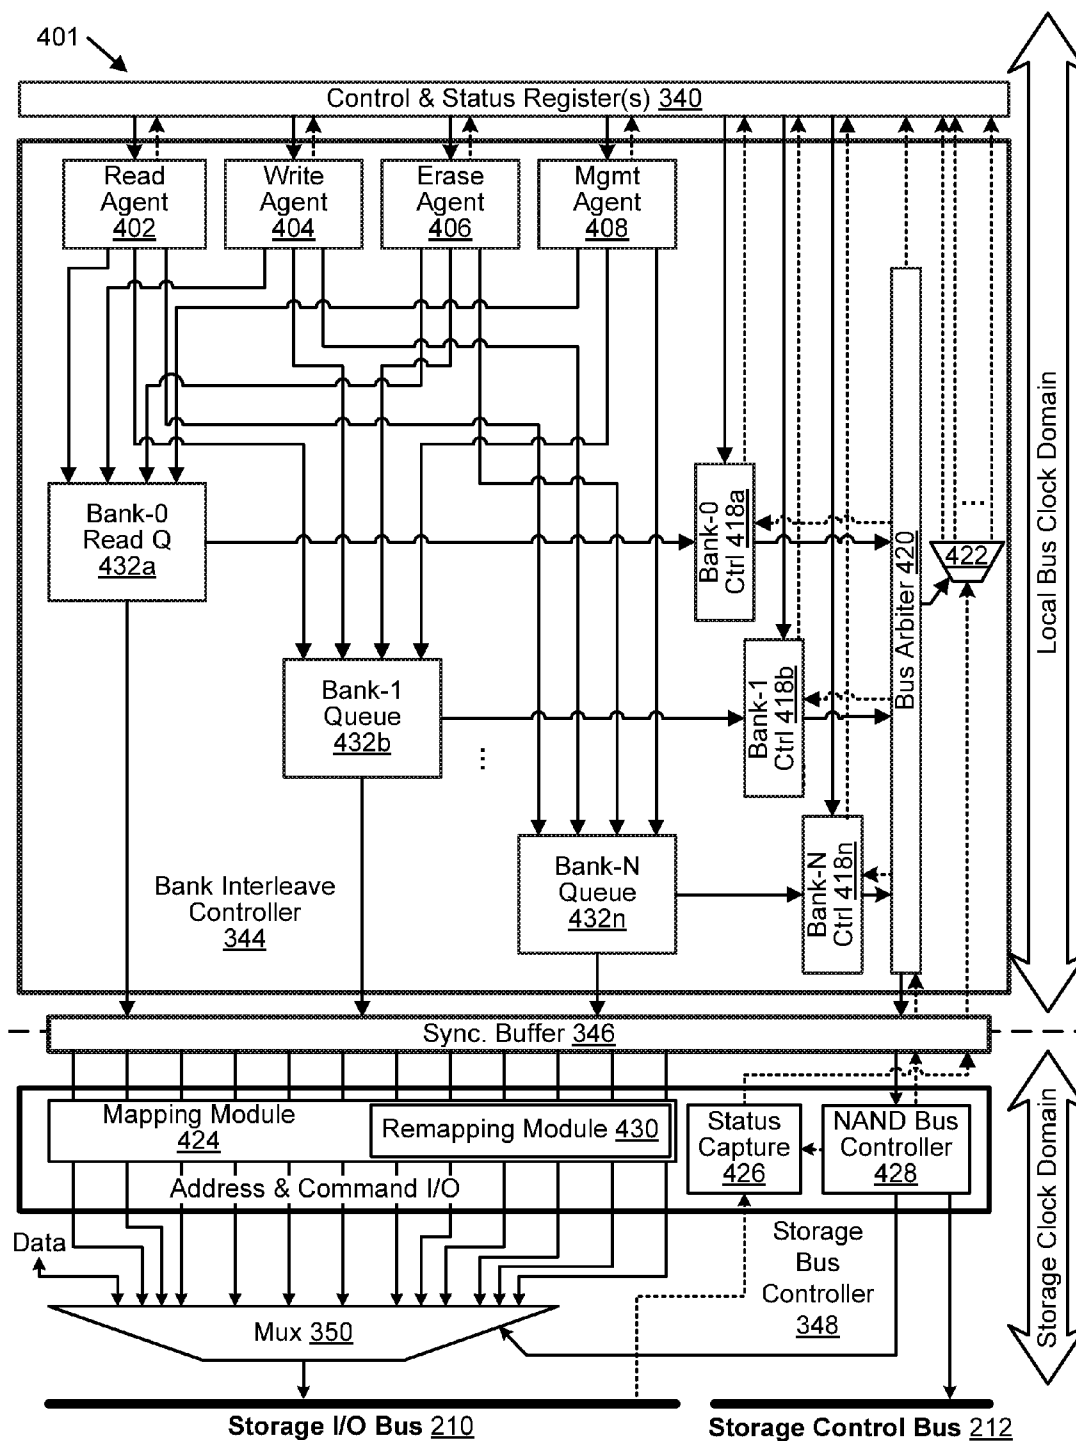 401
Control & Status Register(s) 340
Read
Agent
402
Write
Agent
404
Erase
Agent
406
Mgmt
Agent
408
Bank-0
Read Q
432a
Bank-1
Queue
432b
...
Bank-N
Queue
432n
Bank-0
Ctrl 418a
Bank-1
Ctrl 418b
Bank-N
Ctrl 418n
Bus Arbiter 420
...
422
Local Bus Clock Domain
Bank Interleave
Controller
344
Sync. Buffer 346
Mapping Module
424
Remapping Module 430
Address & Command I/O
Status
Capture
426
NAND Bus
Controller
428
Storage Clock Domain
Data
Storage
Bus
Controller
348
Mux 350
Storage I/O Bus 210
Storage Control Bus 212